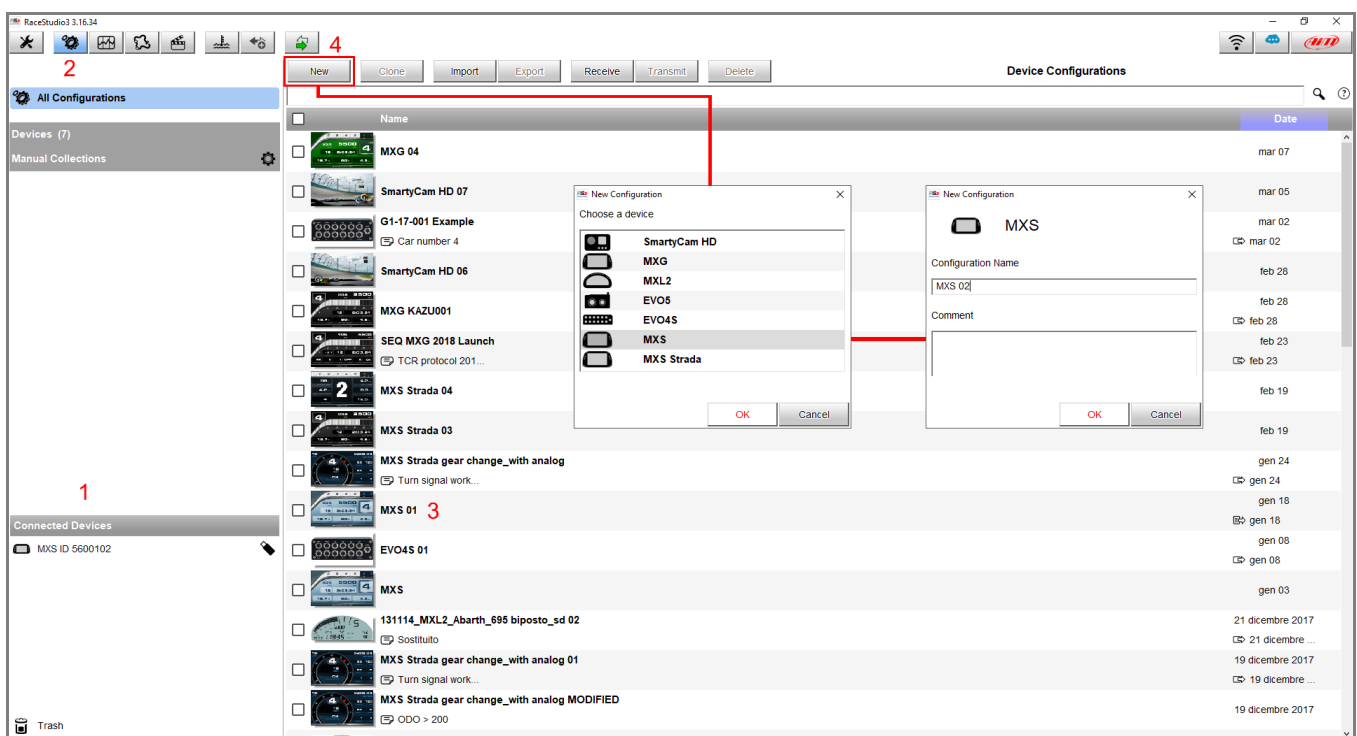 RaceStudio3 3.16.34
4
2
New Clone Import Export Receive Transmit Delete Device Configurations
All Configurations
Name Date
Devices (7)
Manual Collections
MXG 04 mar 07
SmartyCam HD 07 mar 05
G1-17-001 Example mar 02
Car number 4 mar 02
SmartyCam HD 06 feb 28
MXG KAZU001 feb 28
feb 28
SEQ MXG 2018 Launch feb 23
TCR protocol 201... feb 23
MXS Strada 04 feb 19
MXS Strada 03 feb 19
MXS Strada gear change_with analog gen 24
Turn signal work... gen 24
MXS 01 3 gen 18
gen 18
EVO4S 01 gen 08
gen 08
MXS gen 03
131114_MXL2_Abarth_695 biposto_sd 02 21 dicembre 2017
Sostituito 21 dicembre ...
MXS Strada gear change_with analog 01 19 dicembre 2017
Turn signal work... 19 dicembre ...
MXS Strada gear change_with analog MODIFIED 19 dicembre 2017
ODO > 200
New Configuration
Choose a device
SmartyCam HD
MXG
MXL2
EVO5
EVO4S
MXS
MXS Strada
OK Cancel
New Configuration
MXS
Configuration Name
MXS 02
Comment
OK Cancel
1
Connected Devices
MXS ID 5600102
Trash